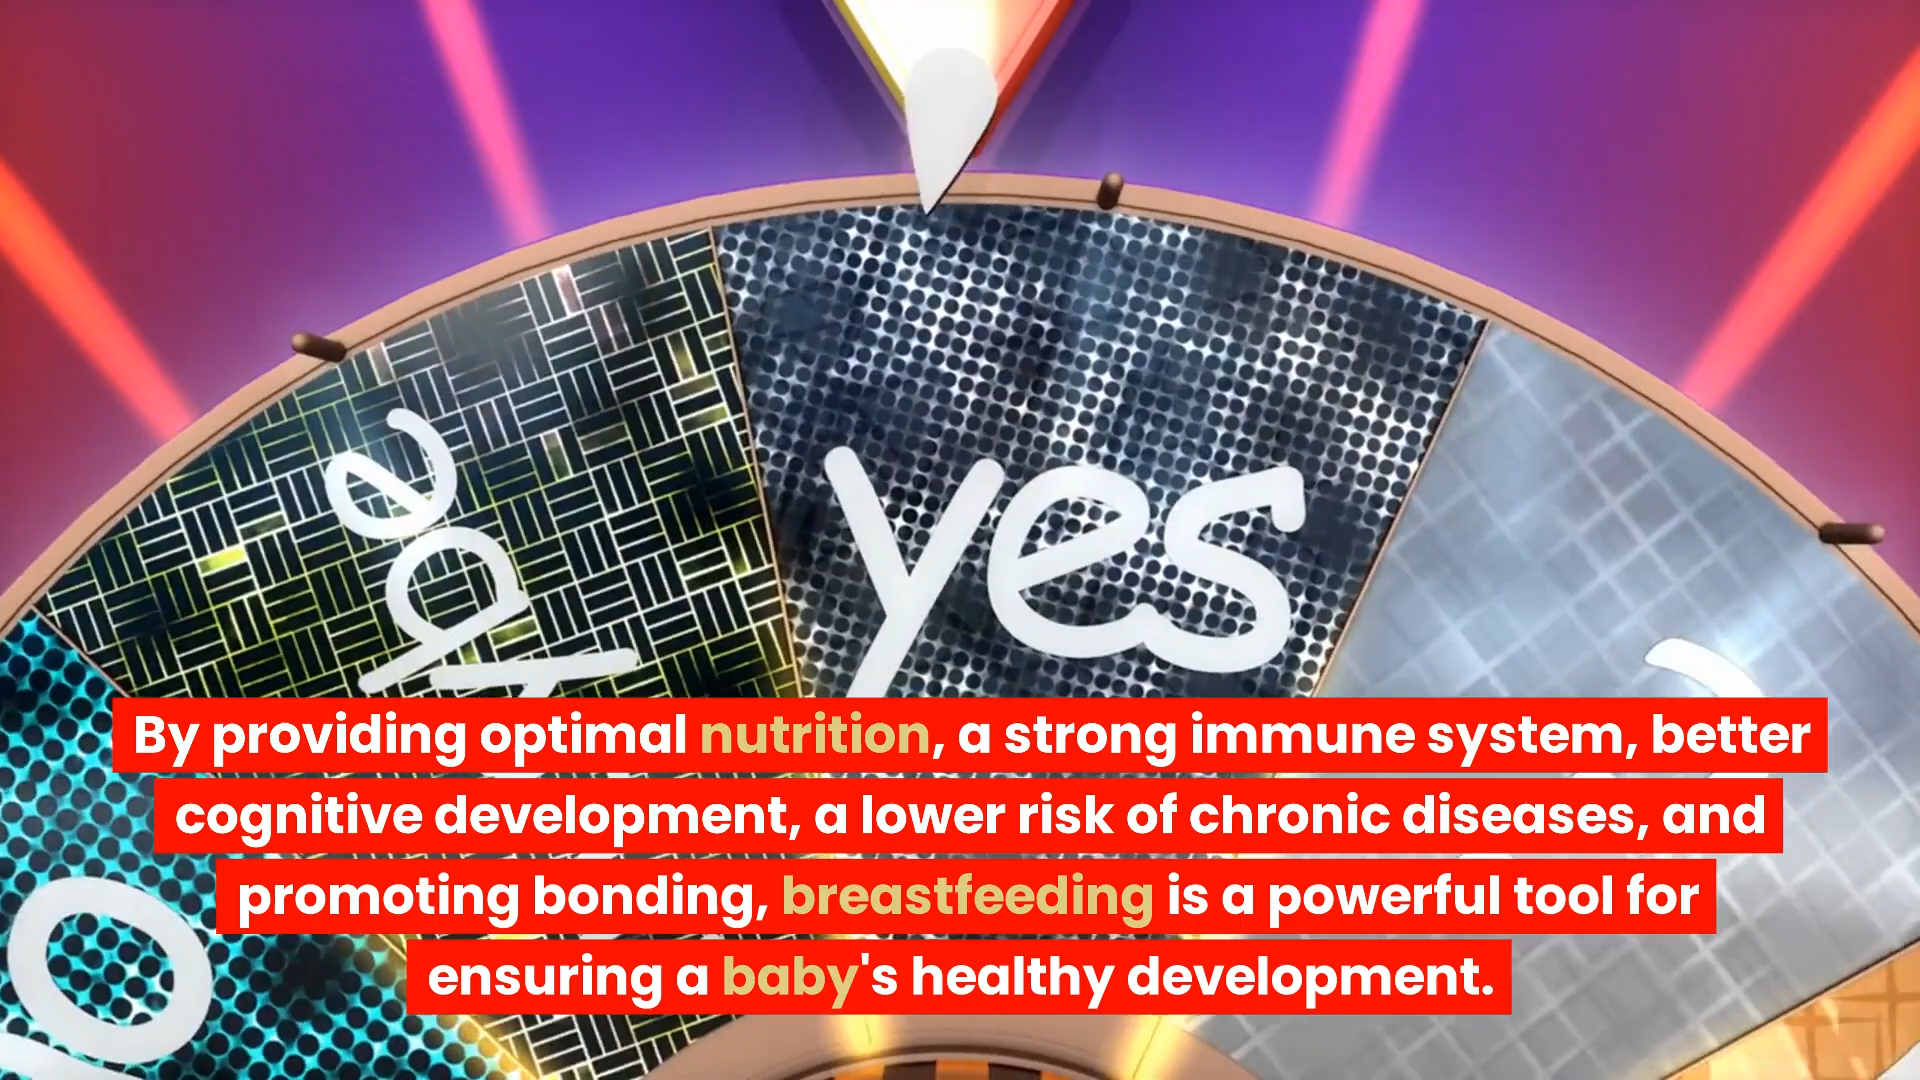 yes
By providing optimal nutrition, a strong immune system, better
cognitive development, a lower risk of chronic diseases, and
promoting bonding, breastfeeding is a powerful tool for
ensuring a baby's healthy development.